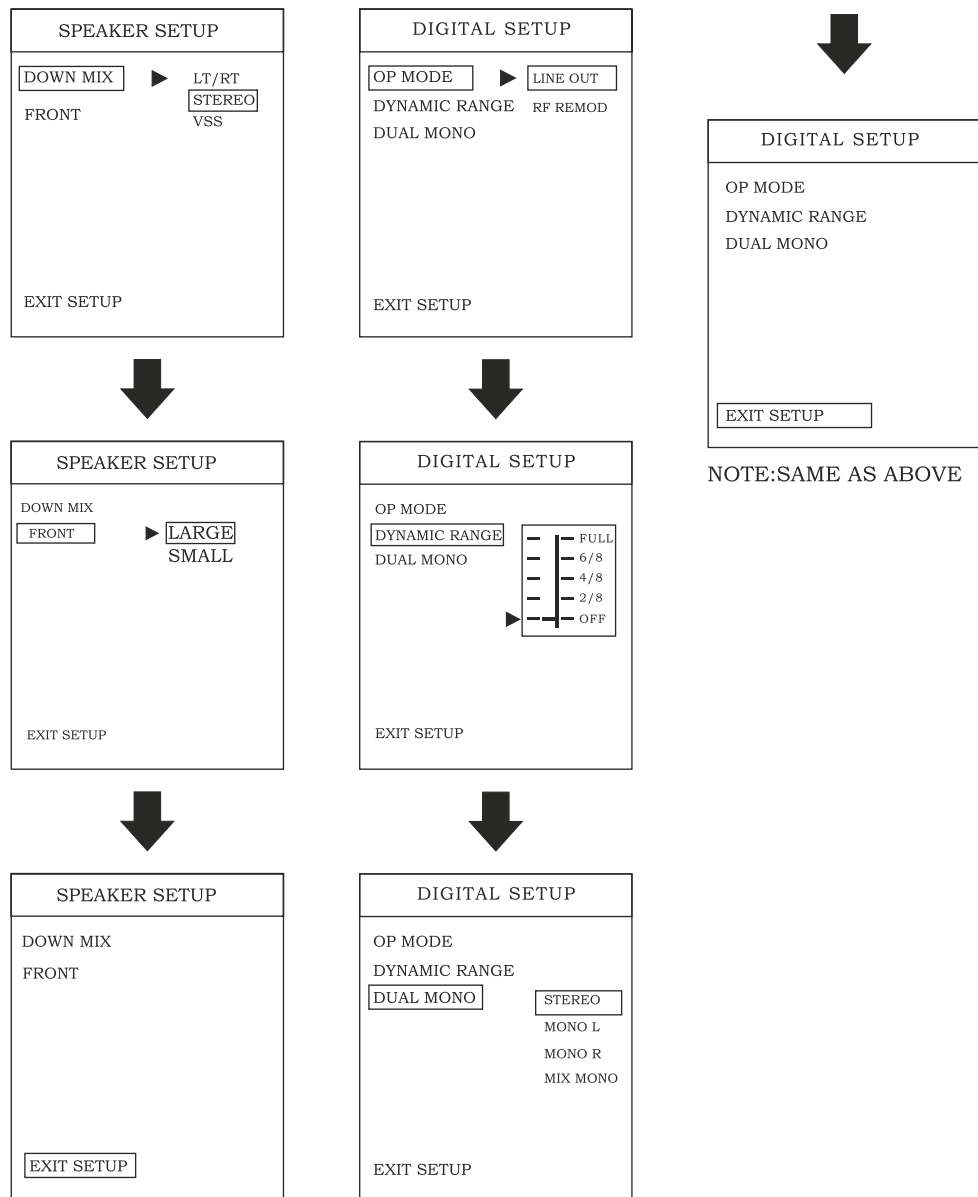 SPEAKER SETUP
DOWN MIX
LT/RT
STEREO
FRONT
VSS
EXIT SETUP
SPEAKER SETUP
DOWN MIX
FRONT
LARGE
SMALL
EXIT SETUP
SPEAKER SETUP
DOWN MIX
FRONT
EXIT SETUP
DIGITAL SETUP
OP MODE
LINE OUT
DYNAMIC RANGE
RF REMOD
DUAL MONO
EXIT SETUP
DIGITAL SETUP
OP MODE
DYNAMIC RANGE
DUAL MONO
FULL
6/8
4/8
2/8
OFF
EXIT SETUP
DIGITAL SETUP
OP MODE
DYNAMIC RANGE
DUAL MONO
STEREO
MONO L
MONO R
MIX MONO
EXIT SETUP
DIGITAL SETUP
OP MODE
DYNAMIC RANGE
DUAL MONO
EXIT SETUP
NOTE:SAME AS ABOVE